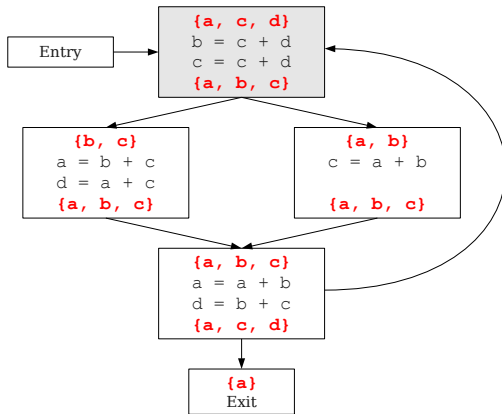 Entry
{a, c, d}
b = c + d
c = c + d
{a, b, c}
{b, c}
a = b + c
d = a + c
{a, b, c}
{a, b}
c = a + b
{a, b, c}
{a, b, c}
a = a + b
d = b + c
{a, c, d}
{a}
Exit